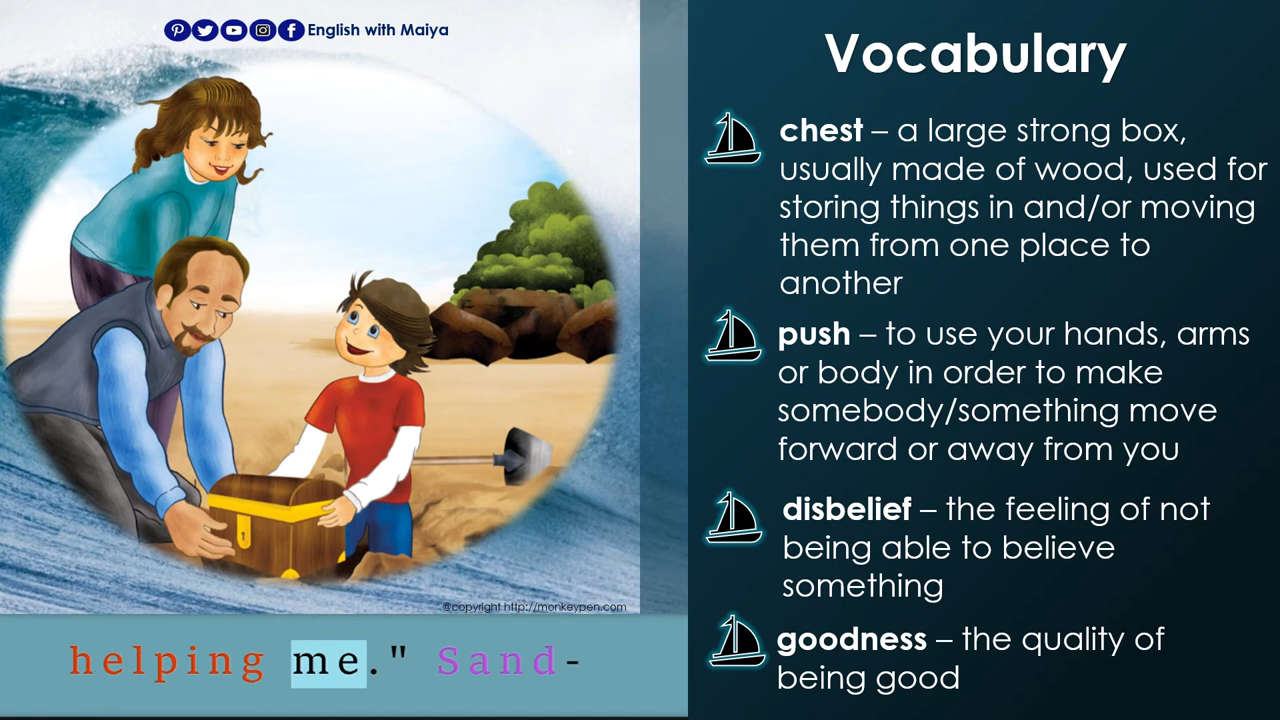 English with Maiya
©copyright http://monkeypen.com
helping me." Sand-
Vocabulary
chest – a large strong box,
usually made of wood, used for
storing things in and/or moving
them from one place to
another
push – to use your hands, arms
or body in order to make
somebody/something move
forward or away from you
disbelief – the feeling of not
being able to believe
something
goodness – the quality of
being good